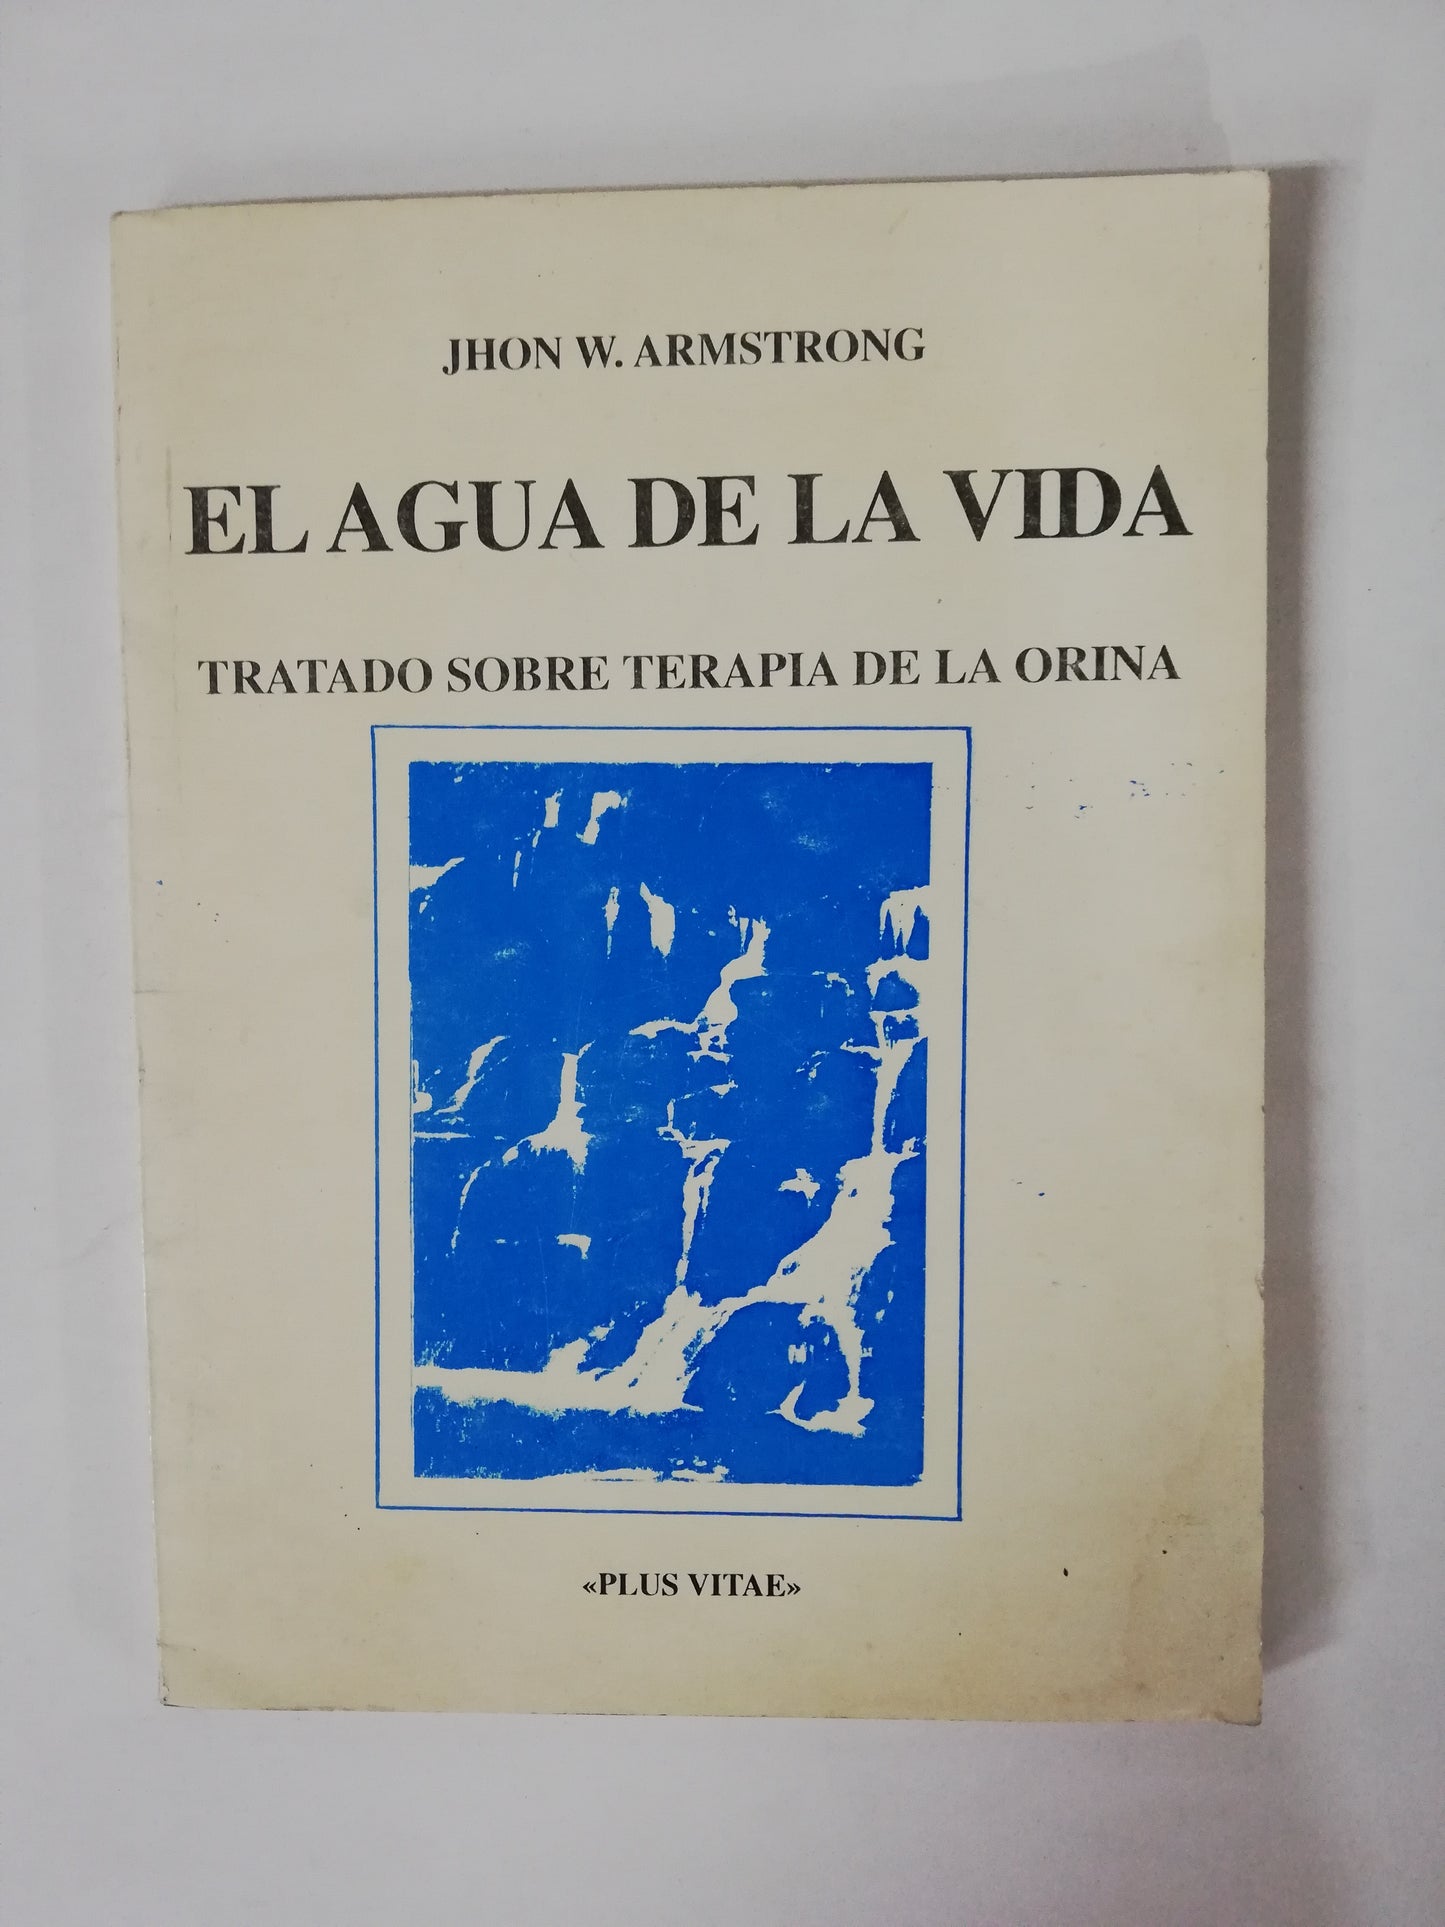 JHON W. ARMSTRONG
EL AGUA DE LA VIDA
TRATADO SOBRE TERAPIA DE LA ORINA
«PLUS VITAE»